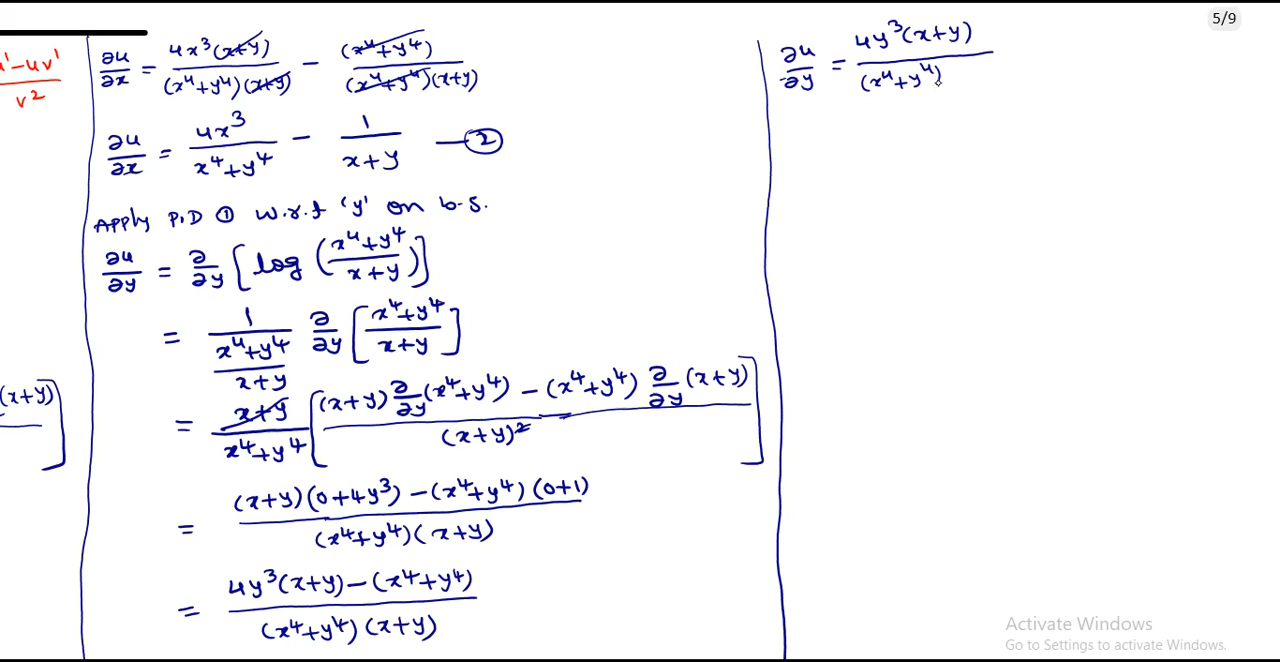 5/9
u'-uv'
v²
(x+y)
∂u/∂x = 4x³(x+y)/(x⁴+y⁴)(x+y) - (x⁴+y⁴)/(x⁴+y⁴)(x+y)
∂u/∂x = 4x³/x⁴+y⁴ - 1/x+y —②
Apply P.D ① w.r.t 'y' on b.s.
∂u/∂y = ∂/∂y [log (x⁴+y⁴/x+y)]
= 1/(x⁴+y⁴/x+y) ∂/∂y [x⁴+y⁴/x+y]
= x+y/x⁴+y⁴ [(x+y) ∂/∂y (x⁴+y⁴) - (x⁴+y⁴) ∂/∂y (x+y)/(x+y)²]
= (x+y)(0+4y³) - (x⁴+y⁴)(0+1)/(x⁴+y⁴)(x+y)
= 4y³(x+y) - (x⁴+y⁴)/(x⁴+y⁴)(x+y)
∂u/∂y = 4y³(x+y)/(x⁴+y⁴)
Activate Windows
Go to Settings to activate Windows.